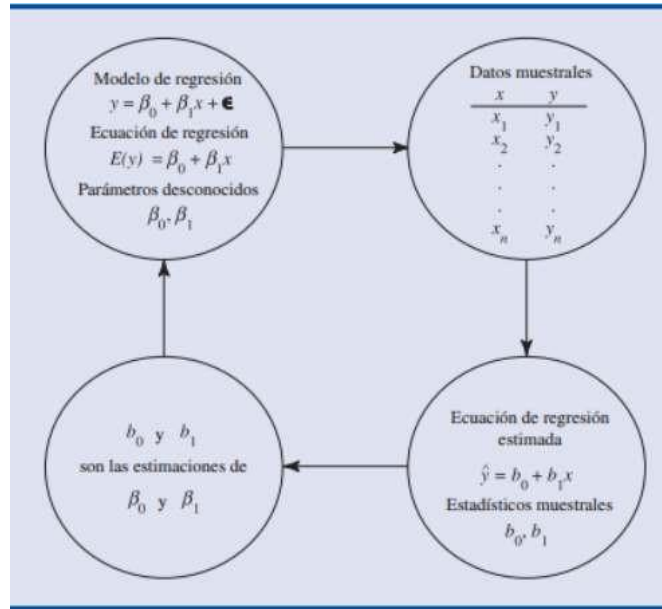 Modelo de regresión
y = β₀ + β₁x + ϵ
Ecuación de regresión
E(y) = β₀ + β₁x
Parámetros desconocidos
β₀, β₁
Datos muestrales
x y
x₁ y₁
x₂ y₂
. .
. .
. .
xₙ yₙ
Ecuación de regresión
estimada
ŷ = b₀ + b₁x
Estadísticos muestrales
b₀, b₁
b₀ y b₁
son las estimaciones de
β₀ y β₁